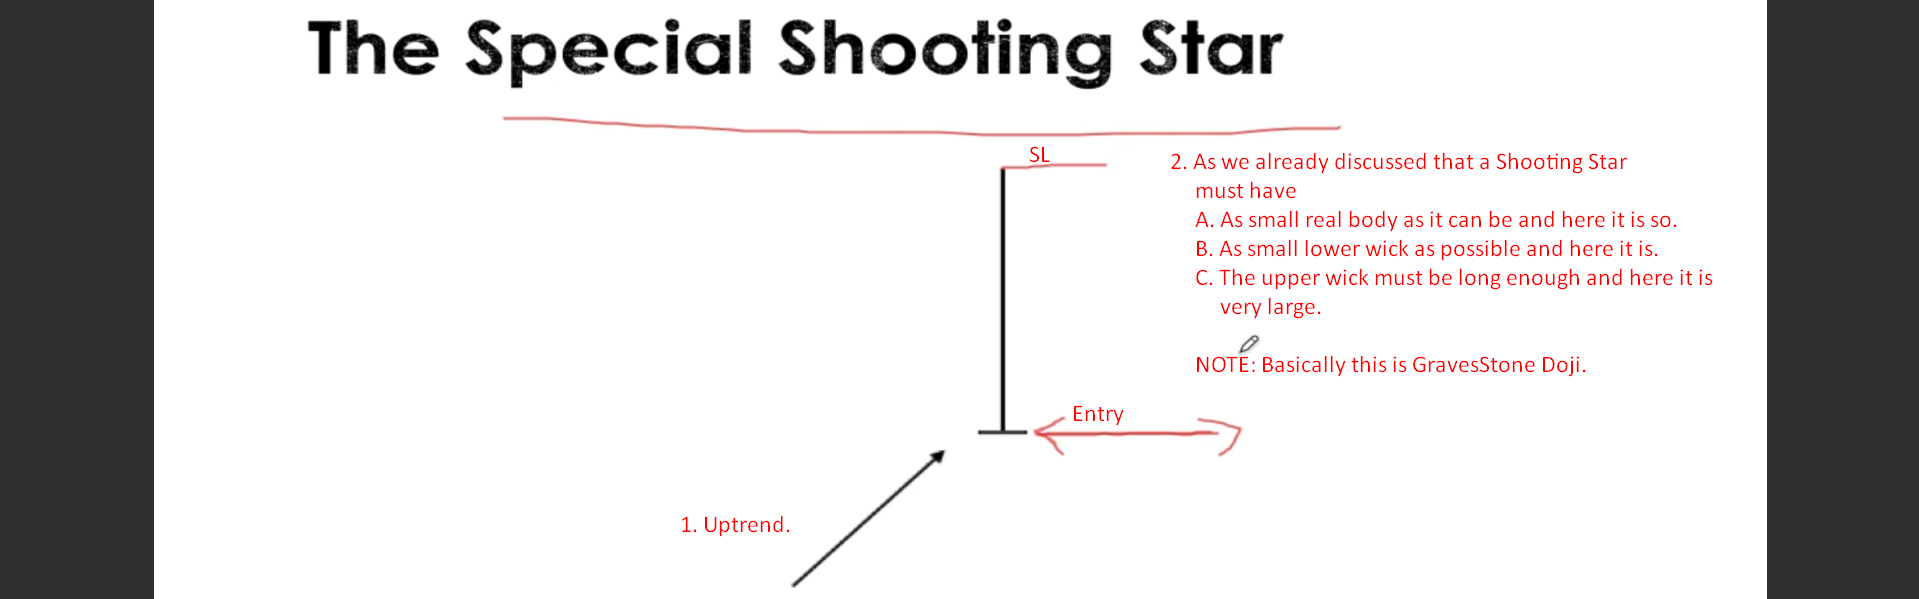 The Special Shooting Star
SL
2. As we already discussed that a Shooting Star
must have
A. As small real body as it can be and here it is so.
B. As small lower wick as possible and here it is.
C. The upper wick must be long enough and here it is
very large.
NOTE: Basically this is GravesStone Doji.
Entry
1. Uptrend.